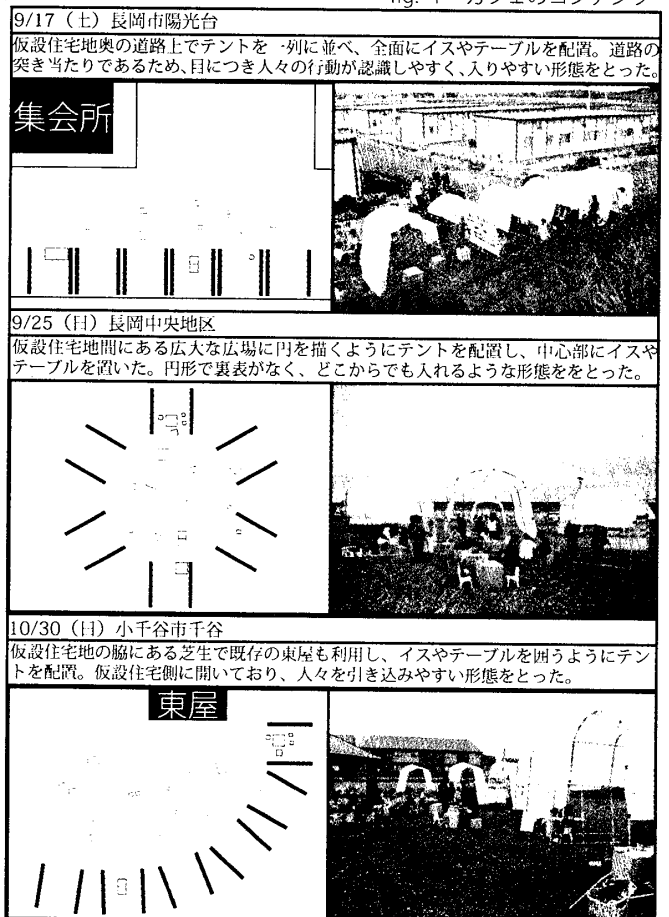 fig. 4 カフェのコンテンツ
9/17（土）長岡市陽光台
仮設住宅地奥の道路上でテントを一列に並べ、全面にイスやテーブルを配置。道路の
突き当たりであるため、目につき人々の行動が認識しやすく、入りやすい形態をとった。
集会所
9/25（日）長岡中央地区
仮設住宅地間にある広大な広場に円を描くようにテントを配置し、中心部にイスや
テーブルを置いた。円形で裏表がなく、どこからでも入れるような形態ををとった。
10/30（日）小千谷市千谷
仮設住宅地の脇にある芝生で既存の東屋も利用し、イスやテーブルを囲うようにテン
トを配置。仮設住宅側に開いており、人々を引き込みやすい形態をとった。
東屋